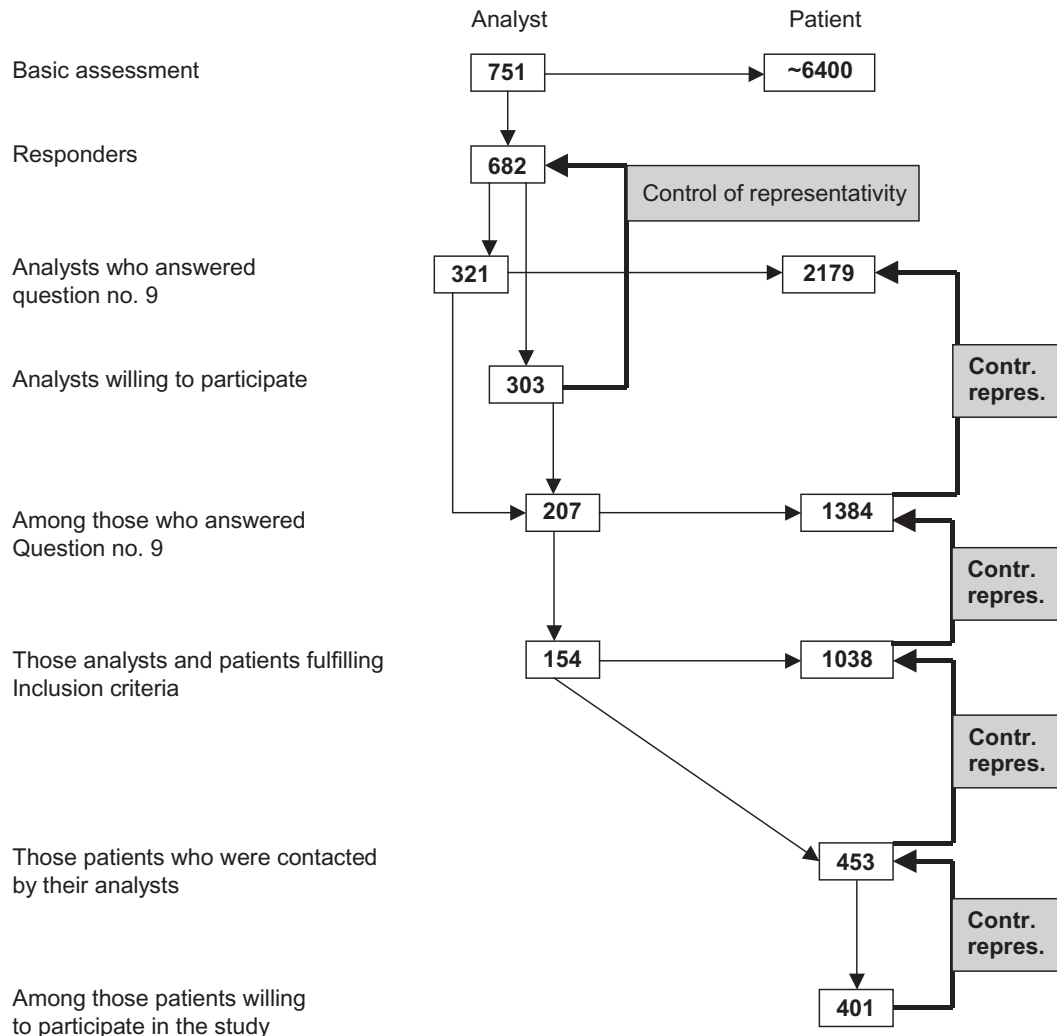 Analyst Patient
Basic assessment 751 ~6400
Responders 682
Control of representativity
Analysts who answered
question no. 9
321 2179
Contr.
repres.
Analysts willing to participate 303
Among those who answered
Question no. 9
207 1384
Contr.
repres.
Those analysts and patients fulfilling
Inclusion criteria
154 1038
Contr.
repres.
Those patients who were contacted
by their analysts
453
Contr.
repres.
Among those patients willing
to participate in the study
401